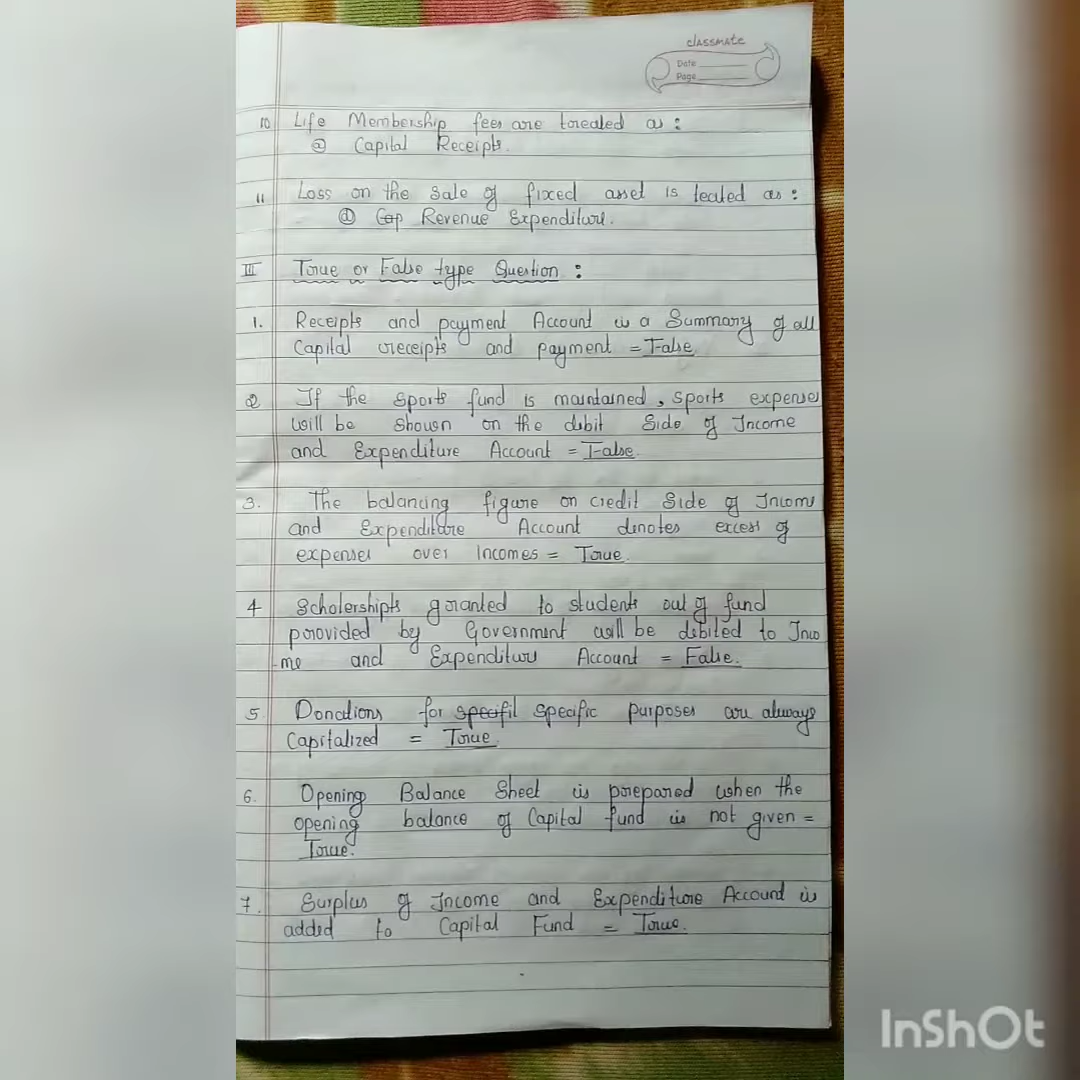 classmate
Date
Page
10 Life Membership fees are treated as :
ⓐ Capital Receipts.
11 Loss on the Sale of fixed asset is teated as :
ⓓ Cap Revenue Expenditure.
III True or False type Question :
1. Receipts and payment Account is a Summary of all
Capital receipts and payment = False
2 If the sports fund is maintained, sports expense
will be shown on the debit Side of Income
and Expenditure Account = False
3. The balancing figure on credit Side of Incom
and Expenditure Account denotes excess of
expenses over Incomes = True.
4 Scholershipts granted to students out of fund
provided by Government will be debited to Inco
-me and Expenditure Account = False.
5. Donations for specifil specific purposes are always
Capitalized = True
6. Opening Balance Sheet is prepared when the
opening balance of Capital fund is not given =
True.
7. Surplus of Income and Expenditure Account is
added to Capital Fund = True.
InShOt